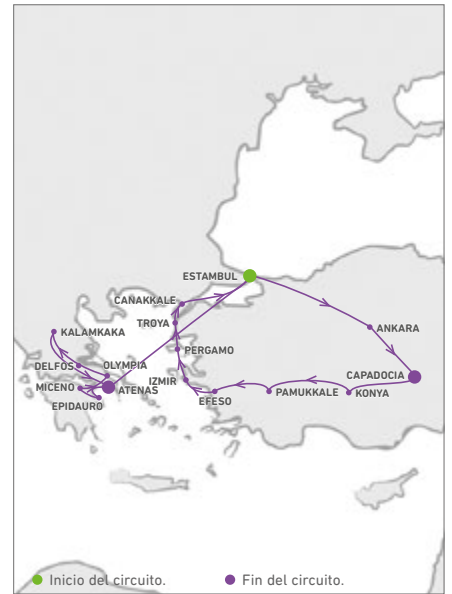 ESTAMBUL
CANAKKALE
TROYA
ANKARA
KALAMKAKA
PERGAMO
DELFOS
OLYMPIA
CAPADOCIA
IZMIR
MICENO
ATENAS
PAMUKKALE
KONYA
EFESO
EPIDAURO
Inicio del circuito.
Fin del circuito.